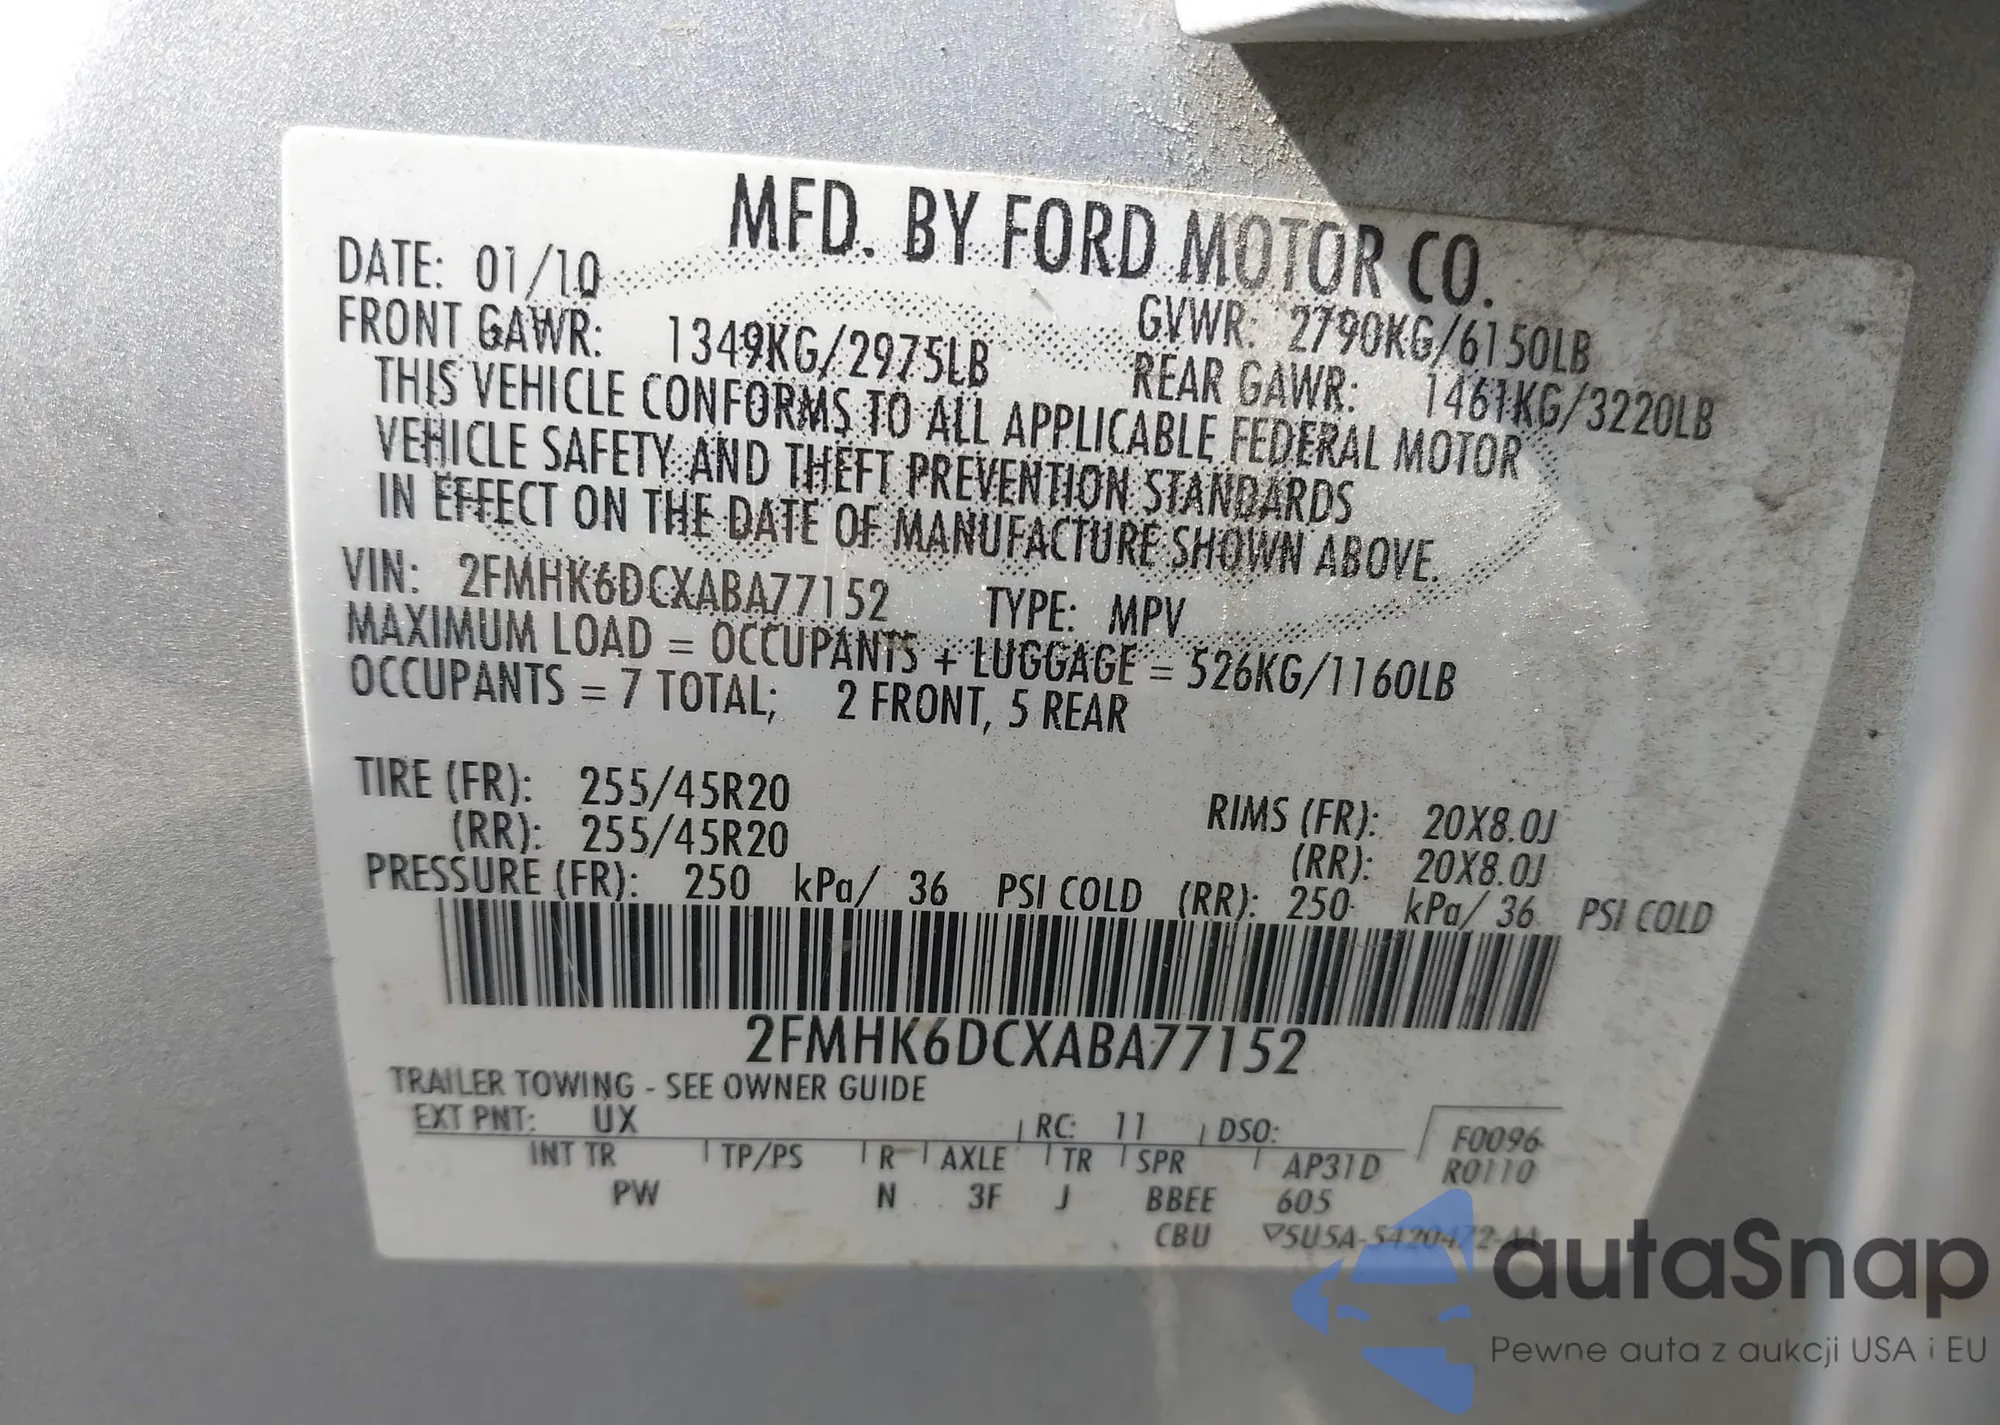 MFD. BY FORD MOTOR CO.
DATE: 01/10
GVWR: 2790KG/6150LB
FRONT GAWR: 1349KG/2975LB
REAR GAWR: 1461KG/3220LB
THIS VEHICLE CONFORMS TO ALL APPLICABLE FEDERAL MOTOR
VEHICLE SAFETY AND THEFT PREVENTION STANDARDS
IN EFFECT ON THE DATE OF MANUFACTURE SHOWN ABOVE.
VIN: 2FMHK6DCXABA77152 TYPE: MPV
MAXIMUM LOAD = OCCUPANTS + LUGGAGE = 526KG/1160LB
OCCUPANTS = 7 TOTAL; 2 FRONT, 5 REAR
TIRE (FR): 255/45R20 RIMS (FR): 20X8.0J
(RR): 255/45R20 (RR): 20X8.0J
PRESSURE (FR): 250 kPa/ 36 PSI COLD (RR): 250 kPa/ 36 PSI COLD
2FMHK6DCXABA77152
TRAILER TOWING - SEE OWNER GUIDE
EXT PNT: UX RC: 11 DSO: F0096
INT TR TP/PS R AXLE TR SPR AP31D R0110
PW N 3F J BBEE 605
CBU ▽5U5A-5420472-AA
autaSnap
Pewne auta z aukcji USA i EU